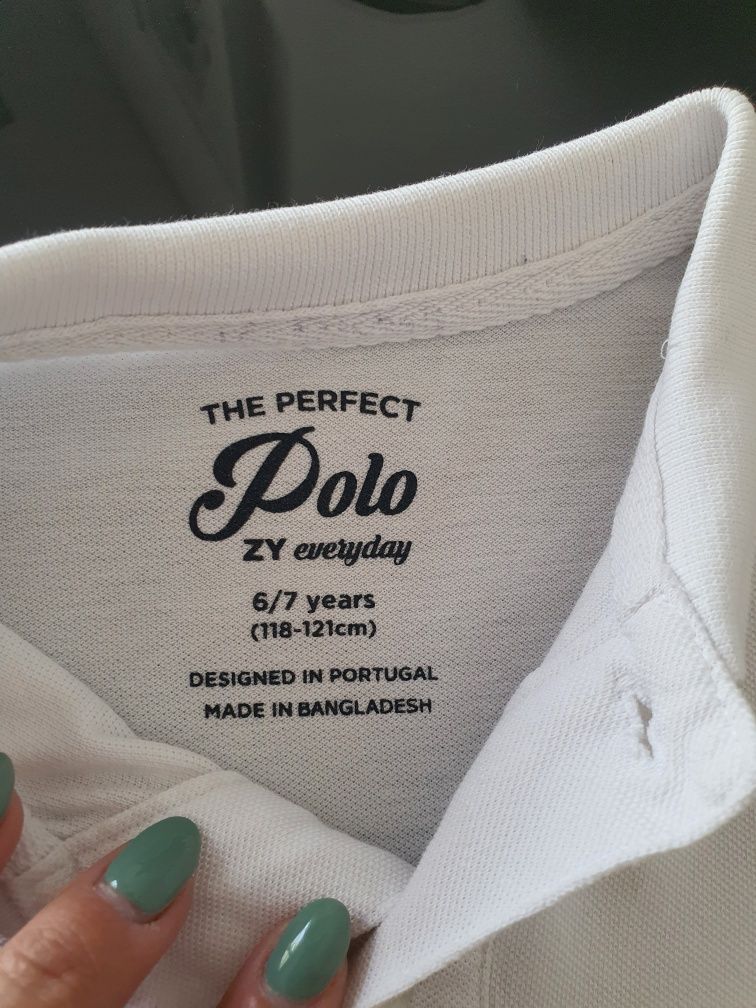 THE PERFECT
Polo
ZY everyday
6/7 years
(118-121cm)
DESIGNED IN PORTUGAL
MADE IN BANGLADESH